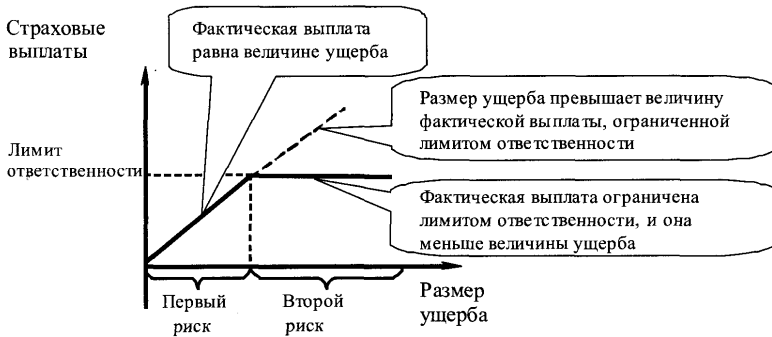 Страховые
выплаты
Фактическая выплата
равна величине ущерба
Размер ущерба превышает величину
фактической выплаты, ограниченной
лимитом ответственности
Лимит
ответственности
Фактическая выплата ограничена
лимитом ответственности, и она
меньше величины ущерба
Первый
риск
Второй
риск
Размер
ущерба